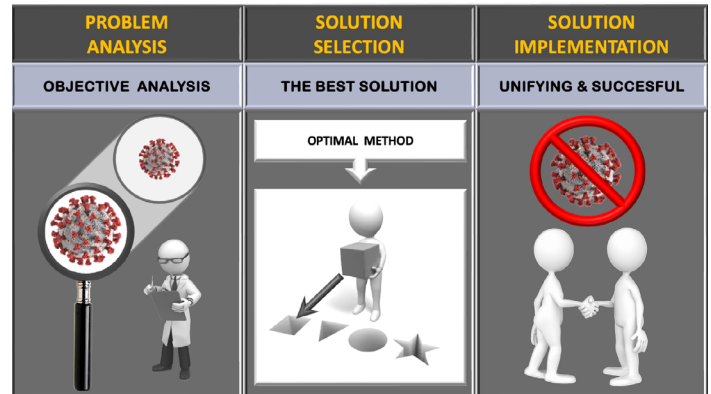 PROBLEM
ANALYSIS
SOLUTION
SELECTION
SOLUTION
IMPLEMENTATION
OBJECTIVE ANALYSIS
THE BEST SOLUTION
UNIFYING & SUCCESFUL
OPTIMAL METHOD